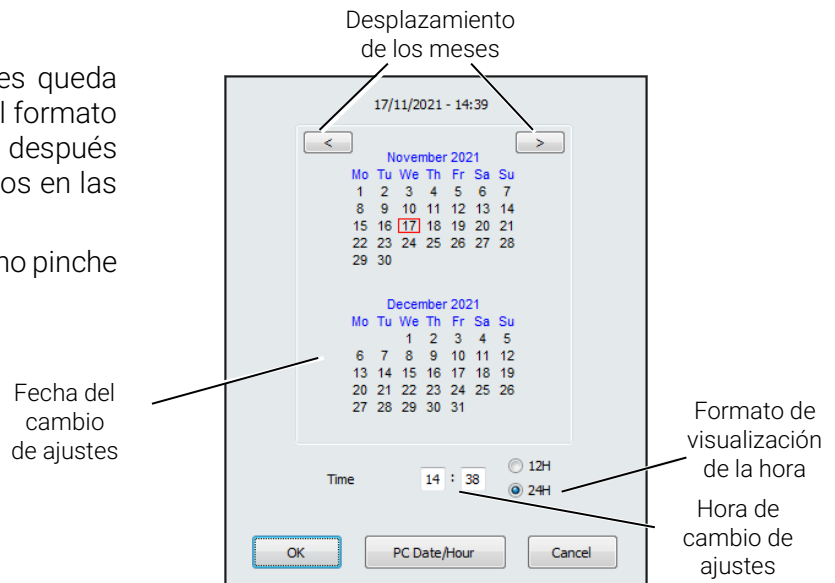 Desplazamiento
de los meses
es queda
l formato
después
os en las
no pinche
17/11/2021 - 14:39
< >
November 2021
Mo Tu We Th Fr Sa Su
1 2 3 4 5 6 7
8 9 10 11 12 13 14
15 16 17 18 19 20 21
22 23 24 25 26 27 28
29 30
December 2021
Mo Tu We Th Fr Sa Su
1 2 3 4 5
6 7 8 9 10 11 12
13 14 15 16 17 18 19
20 21 22 23 24 25 26
27 28 29 30 31
Fecha del
cambio
de ajustes
Time 14 : 38
12H
24H
Formato de
visualización
de la hora
Hora de
cambio de
ajustes
OK PC Date/Hour Cancel